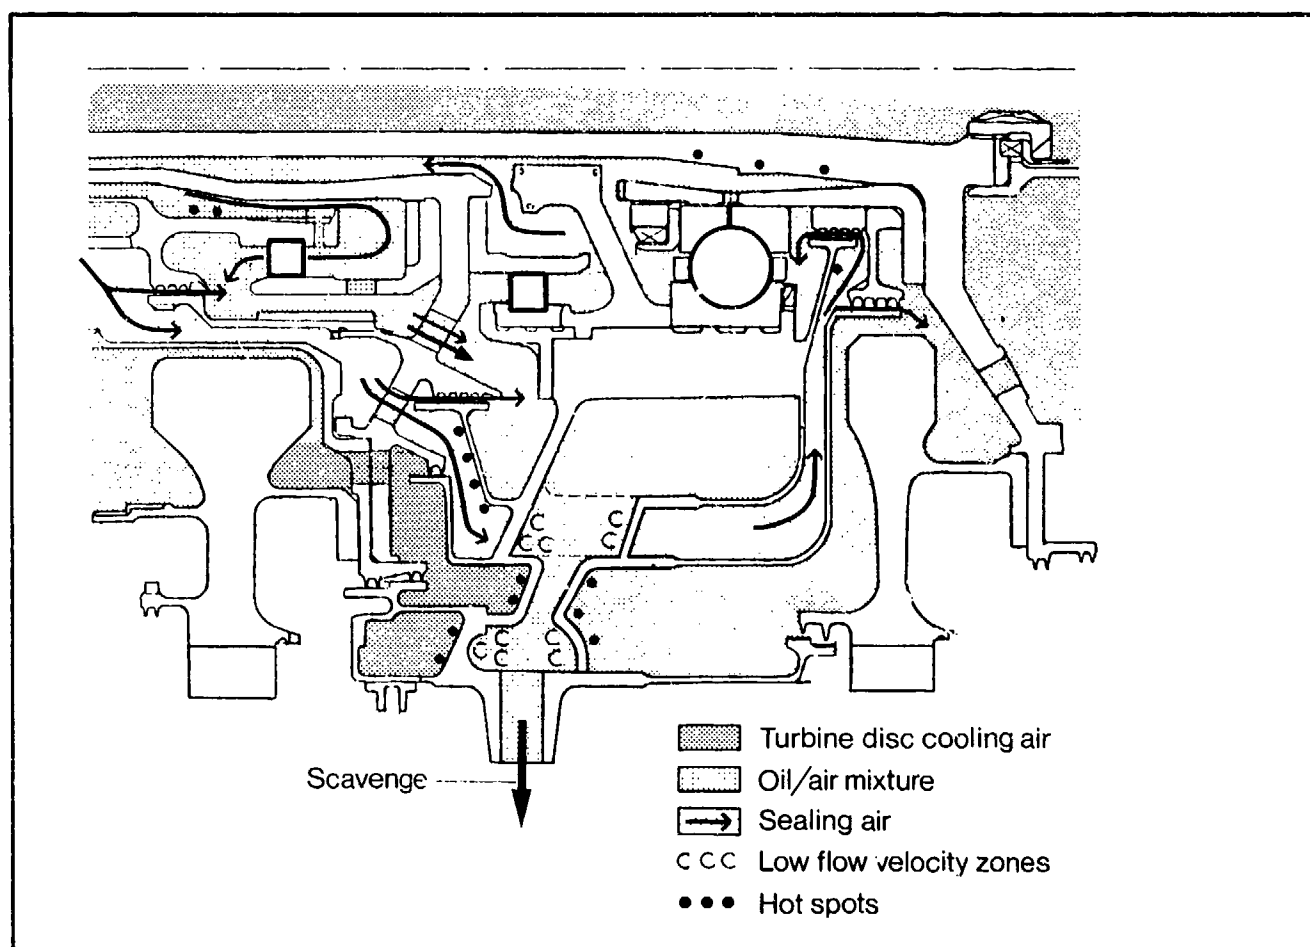 Scavenge
Turbine disc cooling air
Oil/air mixture
Sealing air
Low flow velocity zones
Hot spots